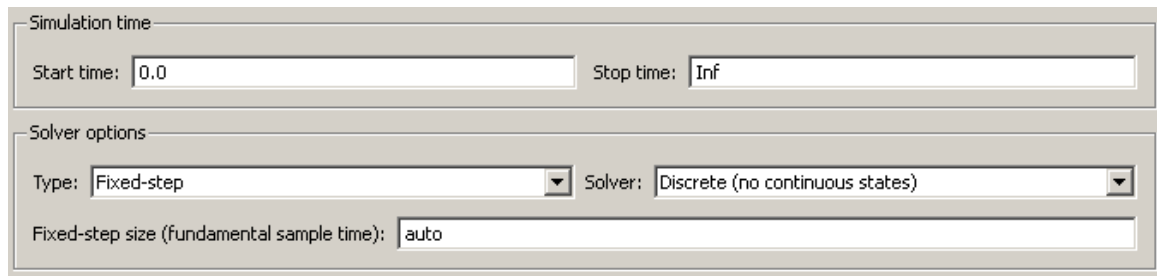 Simulation time
Start time: 0.0 Stop time: Inf
Solver options
Type: Fixed-step Solver: Discrete (no continuous states)
Fixed-step size (fundamental sample time): auto